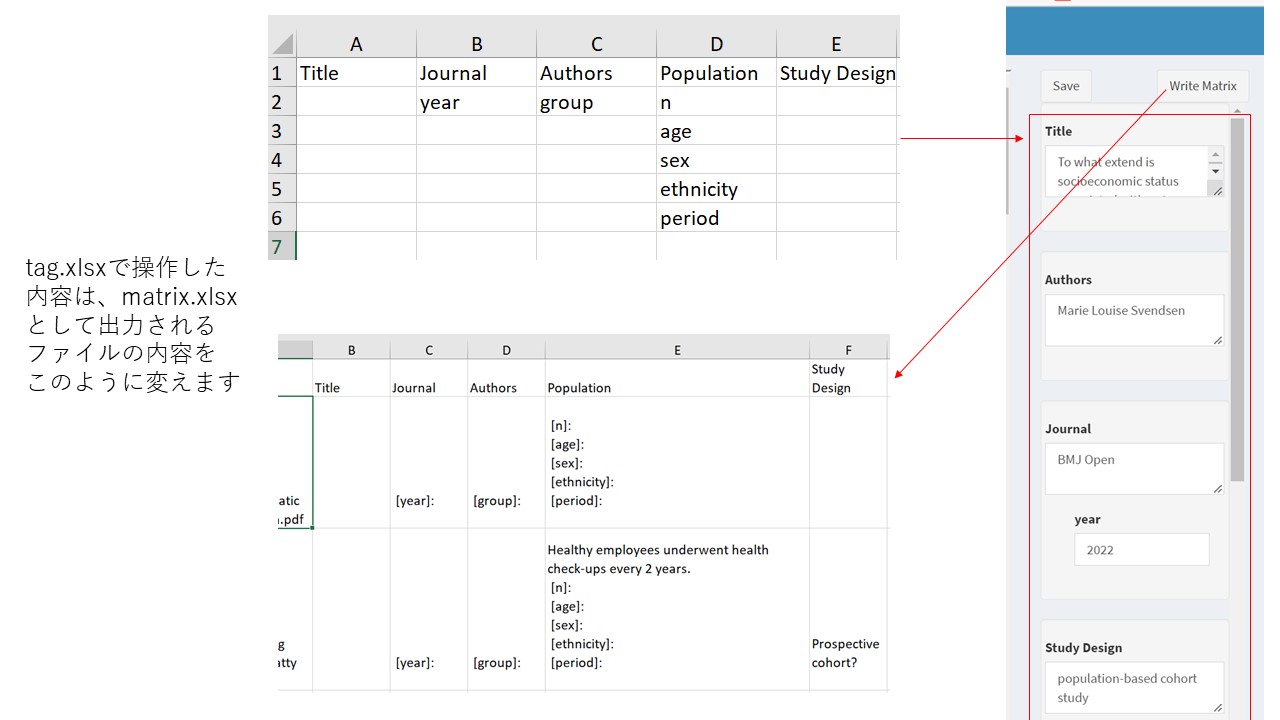 A B C D E
1 Title Journal Authors Population Study Design
2 year group n
3 age
4 sex
5 ethnicity
6 period
7
tag.xlsxで操作した
内容は、matrix.xlsx
として出力される
ファイルの内容を
このように変えます
B C D E F
Title Journal Authors Population Study
Design
[n]:
[age]:
[sex]:
[ethnicity]:
atic [year]: [group]: [period]:
.pdf
Healthy employees underwent health
check-ups every 2 years.
[n]:
[age]:
[sex]:
g [ethnicity]: Prospective
atty [year]: [group]: [period]: cohort?
Save Write Matrix
Title
To what extend is
socioeconomic status
Authors
Marie Louise Svendsen
Journal
BMJ Open
year
2022
Study Design
population-based cohort
study